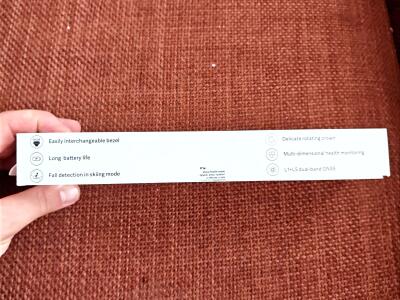 Easily interchangeable bezel
Long battery life
Fall detection in skiing mode
Delicate rotating crown
Multi-dimensional health monitoring
L1+L5 dual-band GNSS